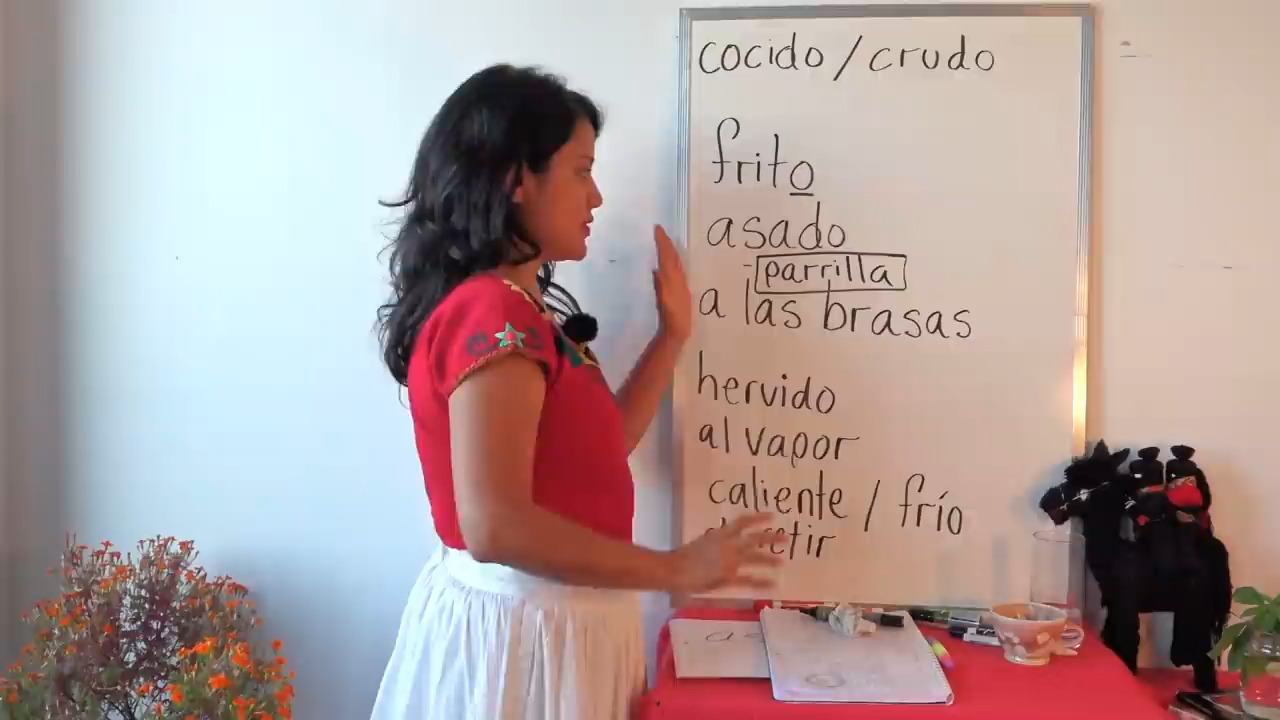 cocido / crudo
frito
asado
- parrilla
a las brasas
hervido
al vapor
caliente / frío